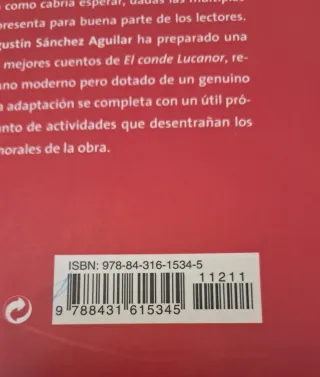 como cabría esperar, dadas las múltiples
presenta para buena parte de los lectores.
gustín Sánchez Aguilar ha preparado una
mejores cuentos de El conde Lucanor, re-
ano moderno pero dotado de un genuino
a adaptación se completa con un útil pró-
unto de actividades que desentrañan los
morales de la obra.
ISBN: 978-84-316-1534-5
11211
9 788431 615345